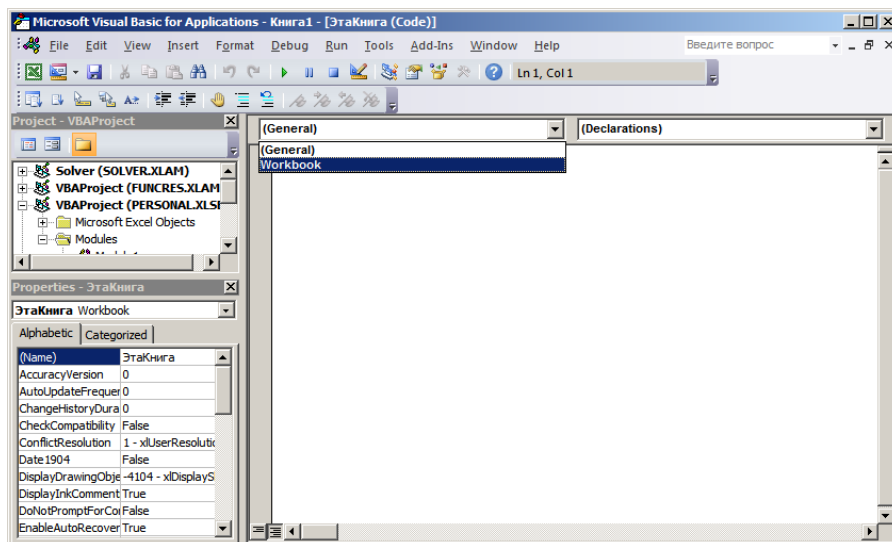 Microsoft Visual Basic for Applications - Книга1 - [ЭтаКнига (Code)]
File Edit View Insert Format Debug Run Tools Add-Ins Window Help Введите вопрос
Ln 1, Col 1
Project - VBAProject
(General) (Declarations)
(General)
Workbook
Solver (SOLVER.XLAM)
VBAProject (FUNCRES.XLAM
VBAProject (PERSONAL.XLS
Microsoft Excel Objects
Modules
Properties - ЭтаКнига
ЭтаКнига Workbook
Alphabetic Categorized
(Name) ЭтаКнига
AccuracyVersion 0
AutoUpdateFrequer 0
ChangeHistoryDura 0
CheckCompatibility False
ConflictResolution 1 - xlUserResolutic
Date1904 False
DisplayDrawingObje -4104 - xlDisplayS
DisplayInkComment True
DoNotPromptForCor False
EnableAutoRecover True